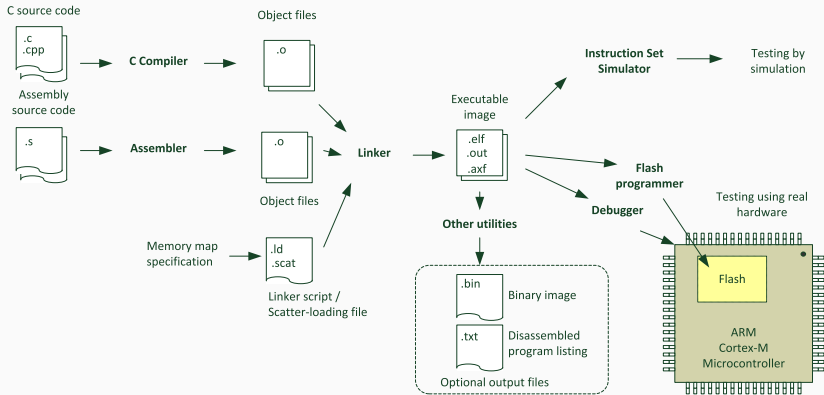 C source code
.c
.cpp
C Compiler
Object files
.o
Assembly
source code
.s
Assembler
.o
Object files
Linker
Memory map
specification
.ld
.scat
Linker script /
Scatter-loading file
Executable
image
.elf
.out
.axf
Instruction Set
Simulator
Testing by
simulation
Flash
programmer
Debugger
Testing using real
hardware
Other utilities
.bin
Binary image
.txt
Disassembled
program listing
Optional output files
Flash
ARM
Cortex-M
Microcontroller